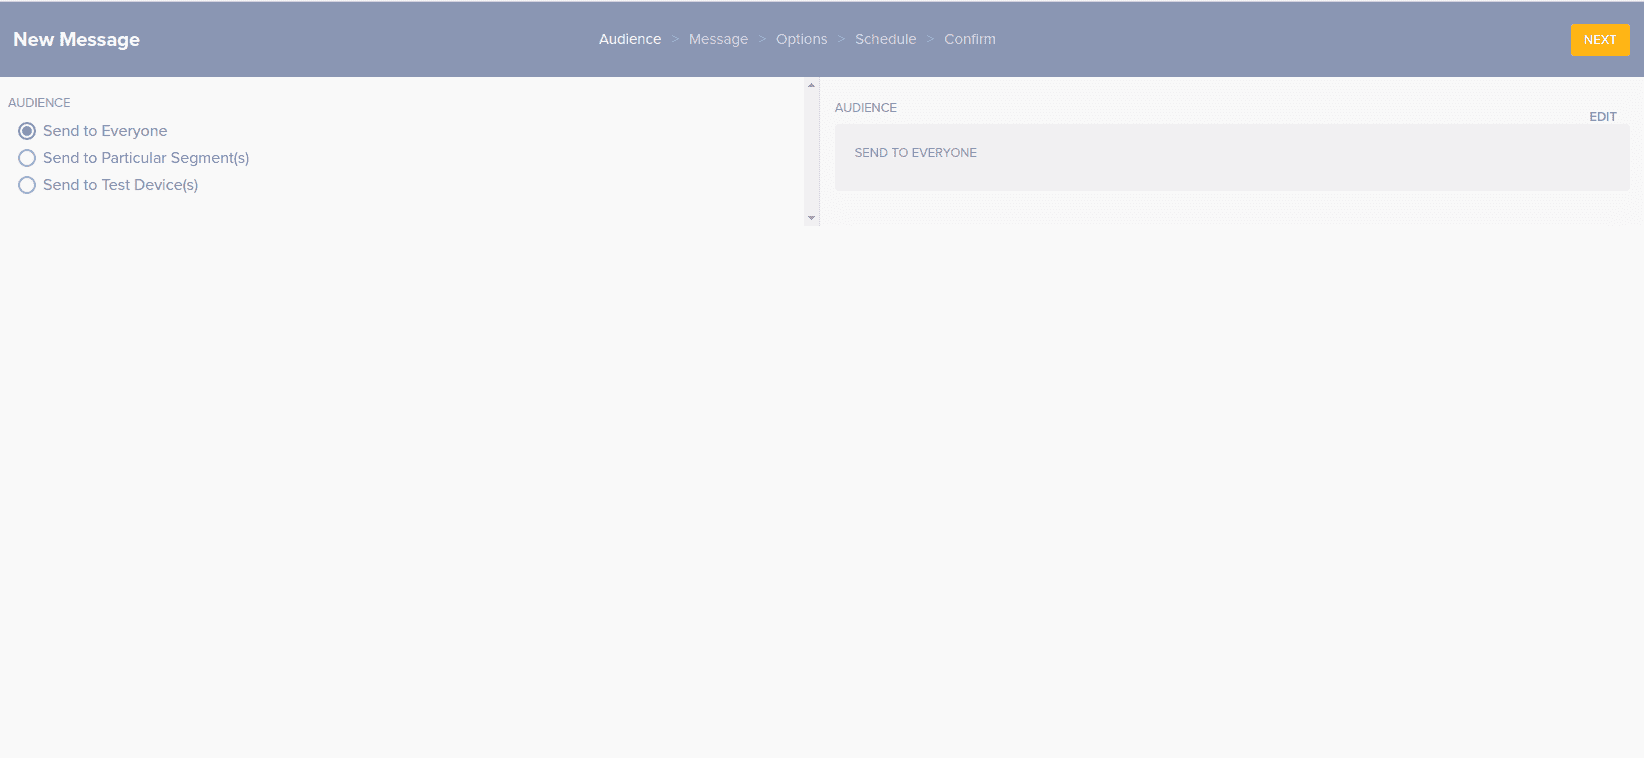 New Message
Audience > Message > Options > Schedule > Confirm
NEXT
AUDIENCE
Send to Everyone
Send to Particular Segment(s)
Send to Test Device(s)
AUDIENCE
EDIT
SEND TO EVERYONE